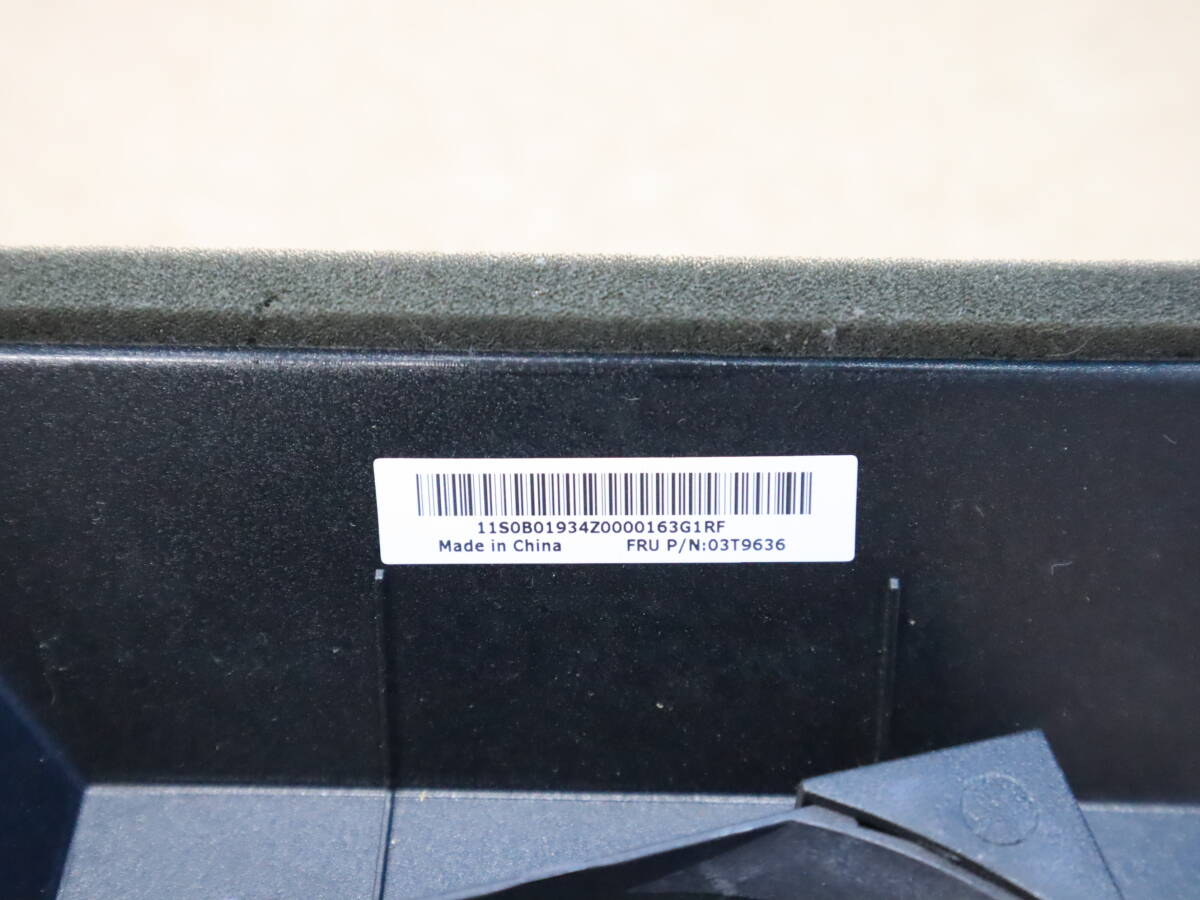 11S0B01934Z0000163G1RF
Made in China FRU P/N:03T9636